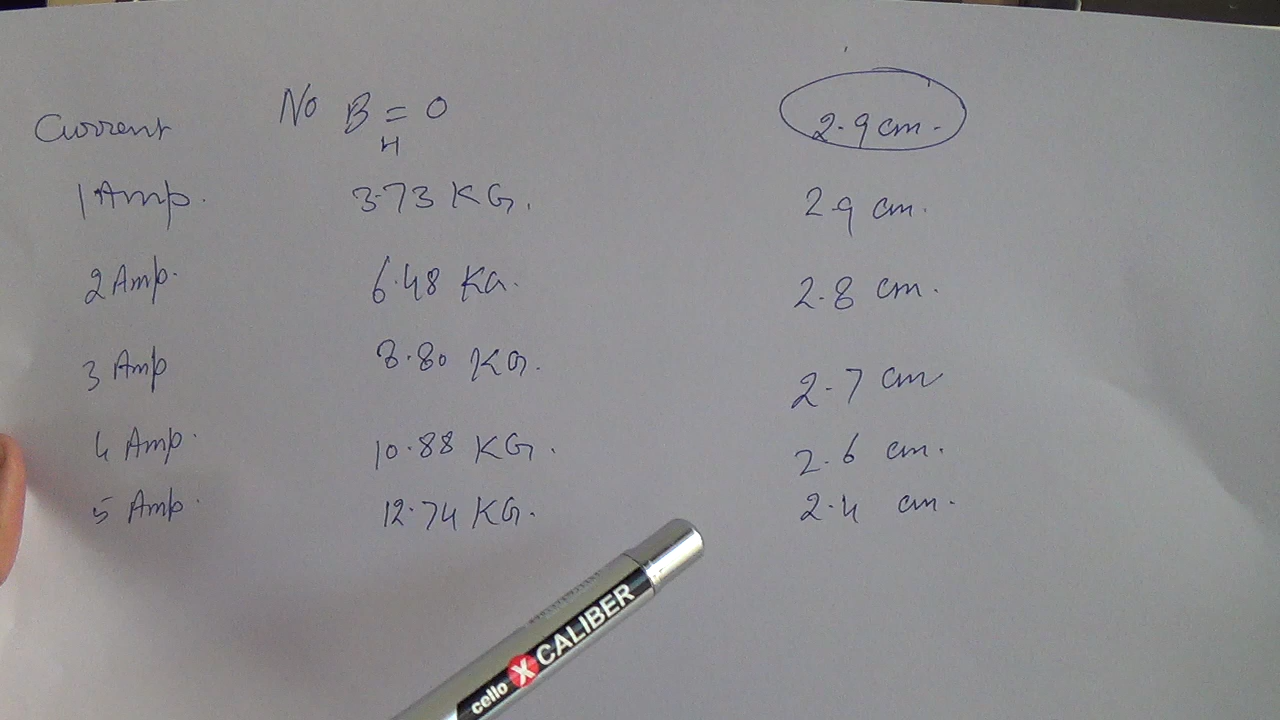 Current No B = 0 2.9 cm.
H
1 Amp. 3.73 KG. 2.9 cm.
2 Amp. 6.48 KG. 2.8 cm.
3 Amp 8.80 KG. 2.7 cm
4 Amp. 10.88 KG. 2.6 cm.
5 Amp. 12.74 KG. 2.4 cm.
cello X CALIBER